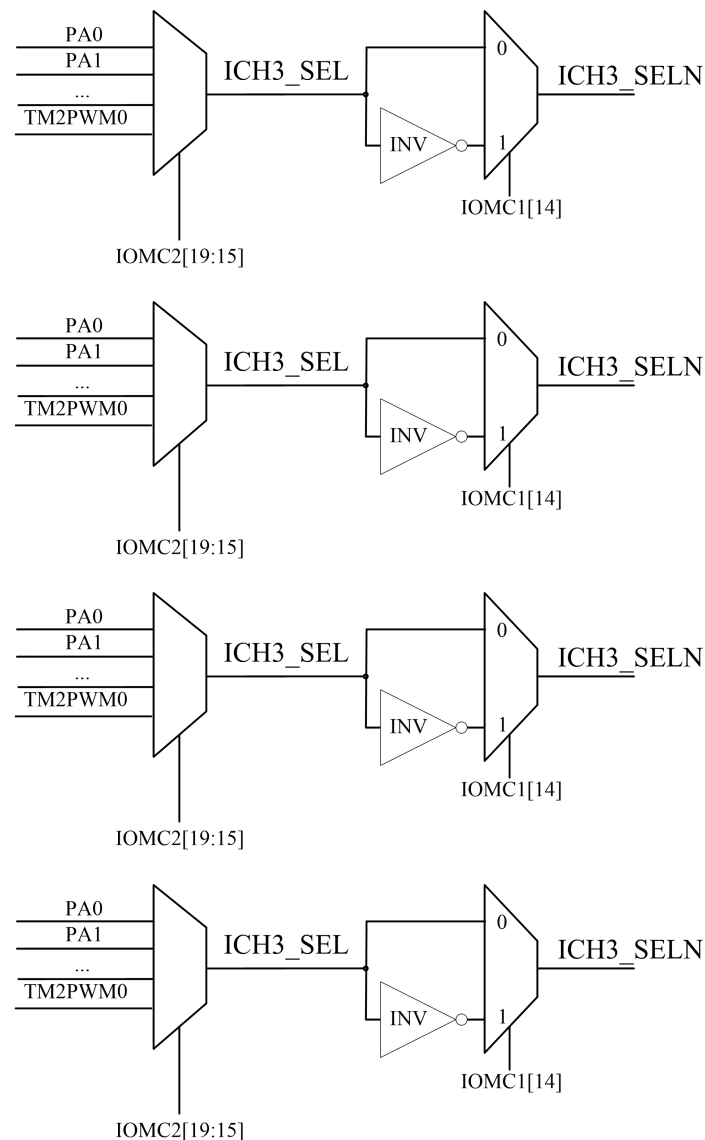 PA0
PA1
...
TM2PWM0
ICH3_SEL
INV
0
1
ICH3_SELN
IOMC1[14]
IOMC2[19:15]
PA0
PA1
...
TM2PWM0
ICH3_SEL
INV
0
1
ICH3_SELN
IOMC1[14]
IOMC2[19:15]
PA0
PA1
...
TM2PWM0
ICH3_SEL
INV
0
1
ICH3_SELN
IOMC1[14]
IOMC2[19:15]
PA0
PA1
...
TM2PWM0
ICH3_SEL
INV
0
1
ICH3_SELN
IOMC1[14]
IOMC2[19:15]